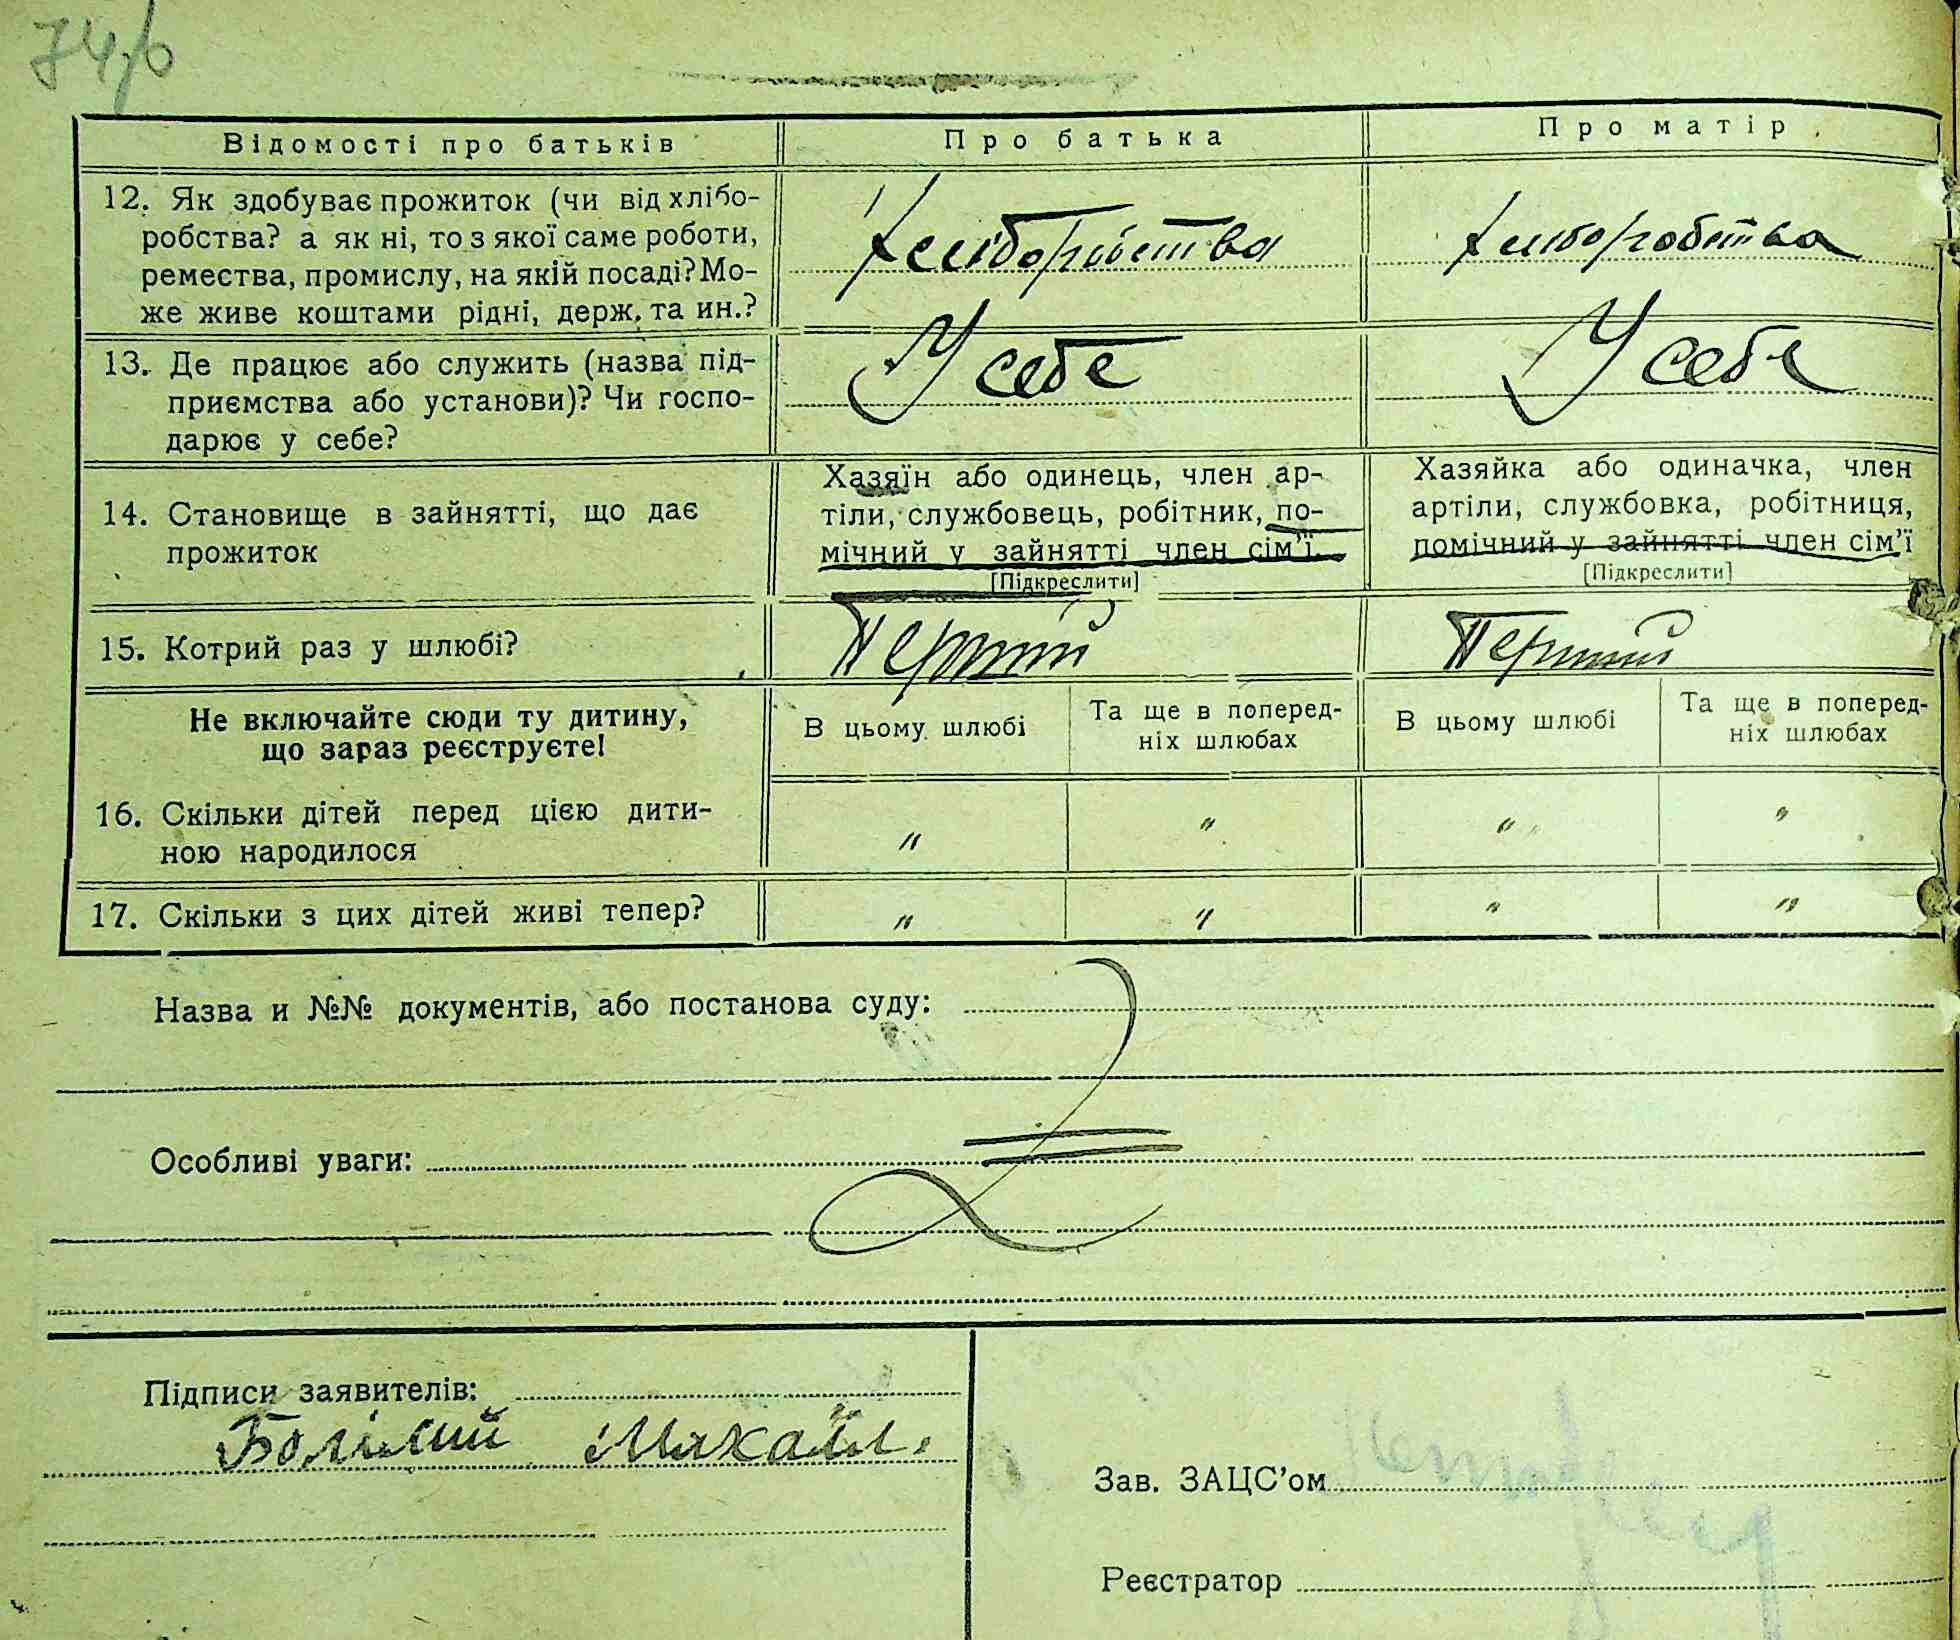 Відомості про батьків
Про батька
Про матір
12. Як здобуває прожиток (чи від хлібо-
робства? а як ні, то з якої саме роботи,
ремества, промислу, на якій посаді? Мо-
же живе коштами рідні, держ. та ин.?
хліборобства
хліборобства
13. Де працює або служить (назва під-
приємства або установи)? Чи госпо-
дарює у себе?
У себе
У себе
14. Становище в зайнятті, що дає
прожиток
Хазяїн або одинець, член ар-
тіли, службовець, робітник, по-
мічний у зайнятті член сім'ї
[Підкреслити]
Хазяйка або одиначка, член
артіли, службовка, робітниця,
помічний у зайнятті член сім'ї
[Підкреслити]
15. Котрий раз у шлюбі?
Перший
Перший
Не включайте сюди ту дитину,
що зараз реєструєте!
В цьому шлюбі
Та ще в поперед-
ніх шлюбах
В цьому шлюбі
Та ще в поперед-
ніх шлюбах
16. Скільки дітей перед цією дити-
ною народилося
" " " "
17. Скільки з цих дітей живі тепер?
" " " "
Назва и №№ документів, або постанова суду:
Особливі уваги:
Підписи заявителів:
Михайл.
Зав. ЗАЦС'ом
Реєстратор